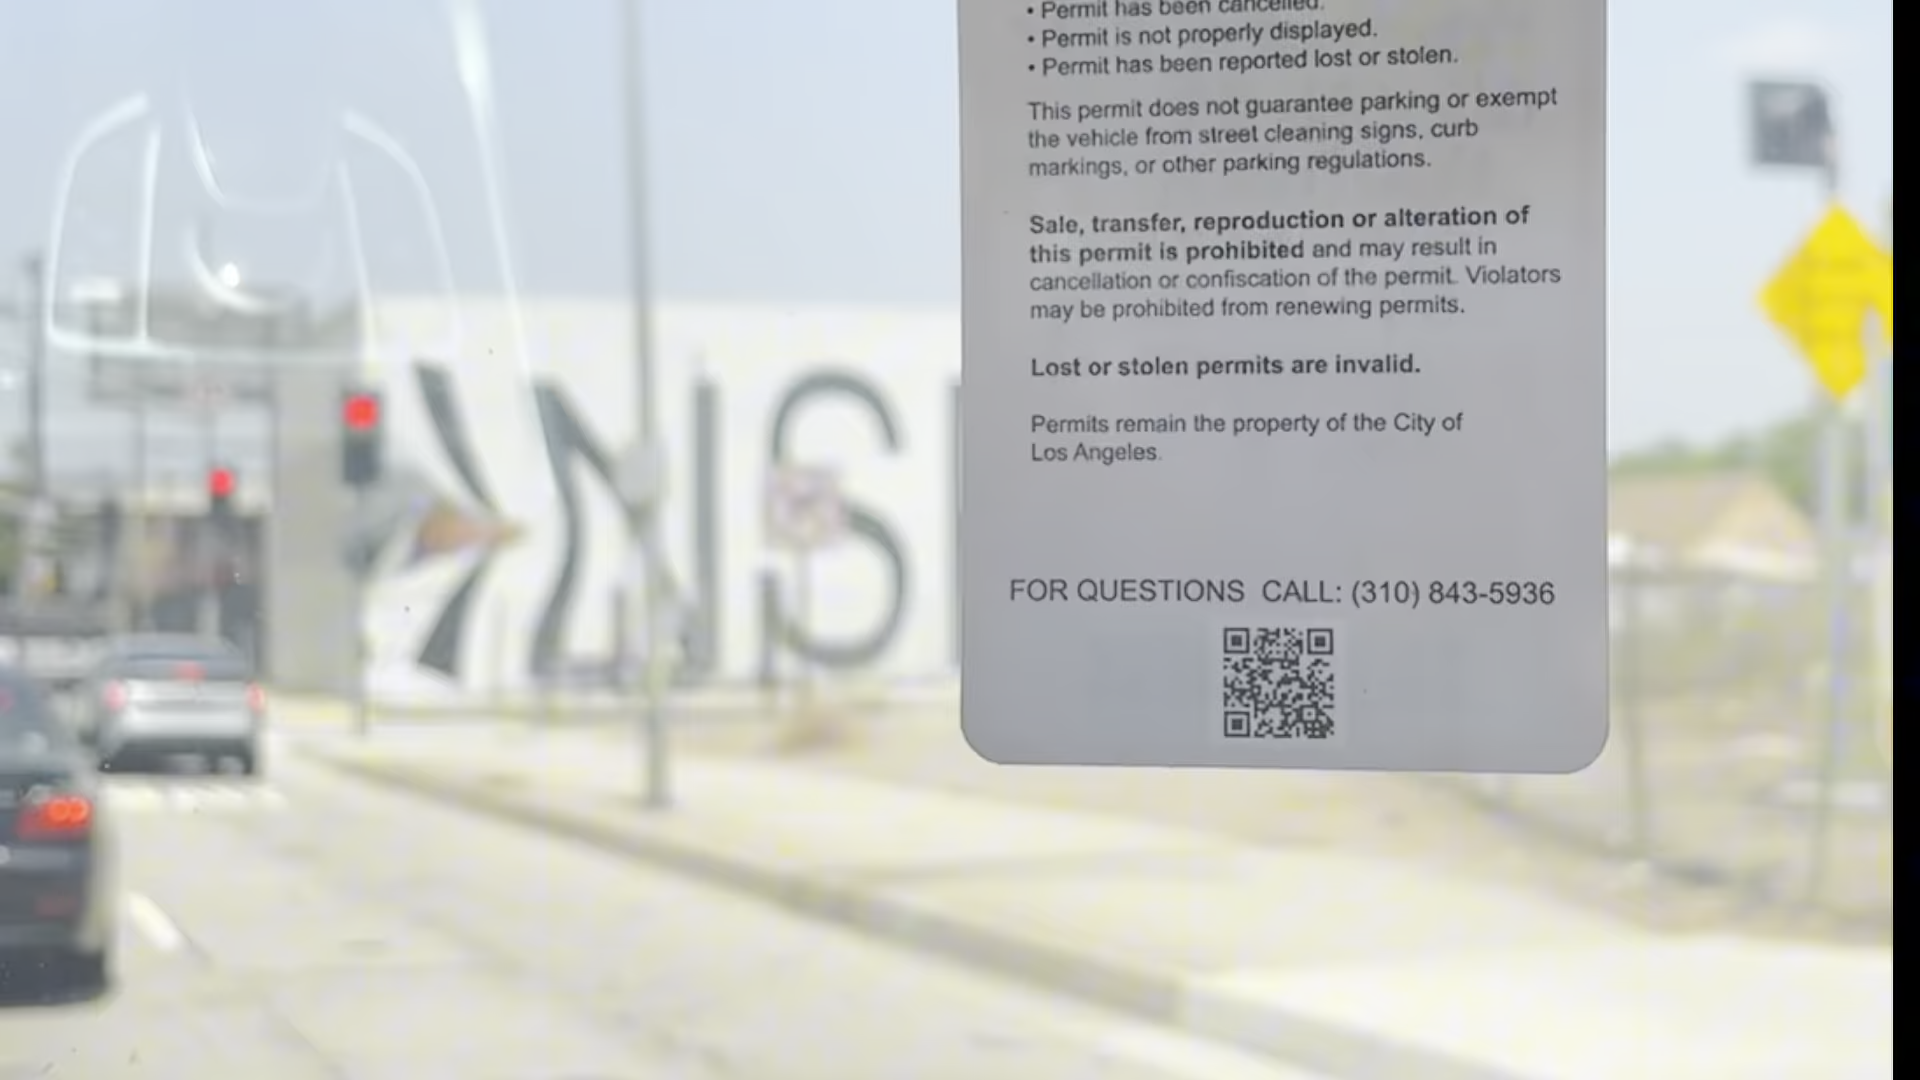 • Permit has been cancelled.
• Permit is not properly displayed.
• Permit has been reported lost or stolen.
This permit does not guarantee parking or exempt
the vehicle from street cleaning signs, curb
markings, or other parking regulations.
Sale, transfer, reproduction or alteration of
this permit is prohibited and may result in
cancellation or confiscation of the permit. Violators
may be prohibited from renewing permits.
Lost or stolen permits are invalid.
Permits remain the property of the City of
Los Angeles.
FOR QUESTIONS CALL: (310) 843-5936